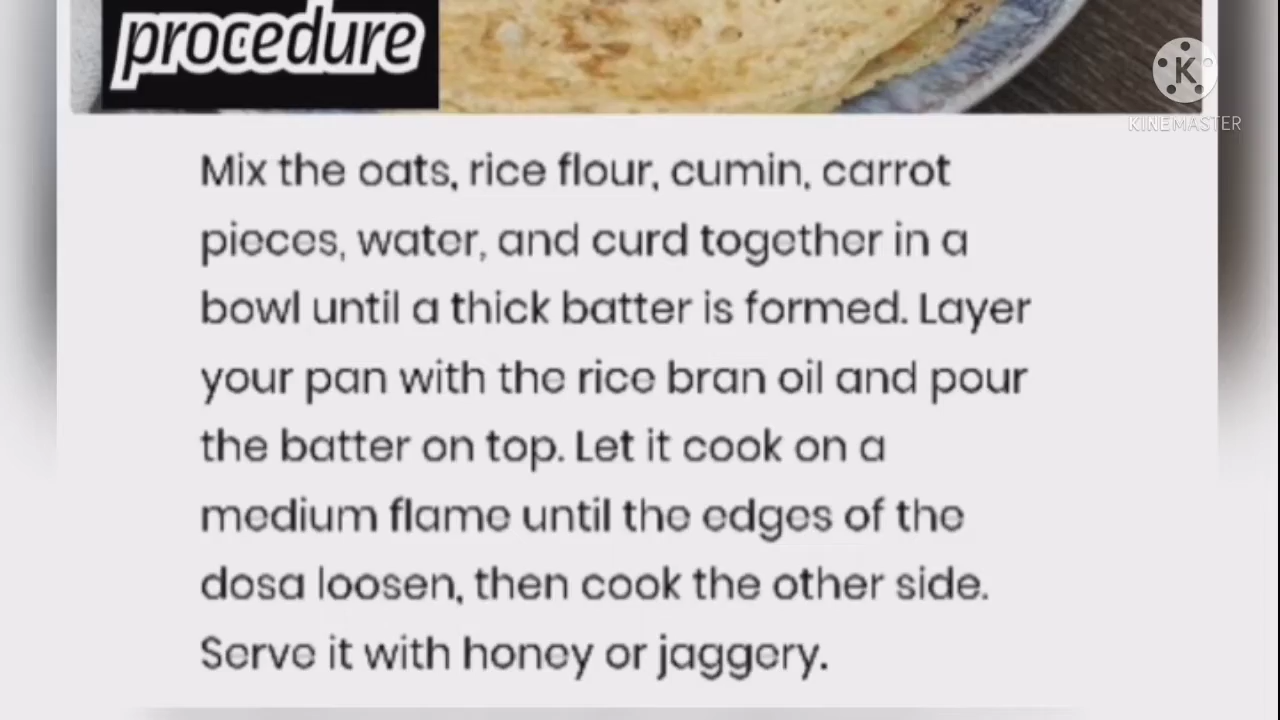 procedure
K
KINEMASTER
Mix the oats, rice flour, cumin, carrot
pieces, water, and curd together in a
bowl until a thick batter is formed. Layer
your pan with the rice bran oil and pour
the batter on top. Let it cook on a
medium flame until the edges of the
dosa loosen, then cook the other side.
Serve it with honey or jaggery.